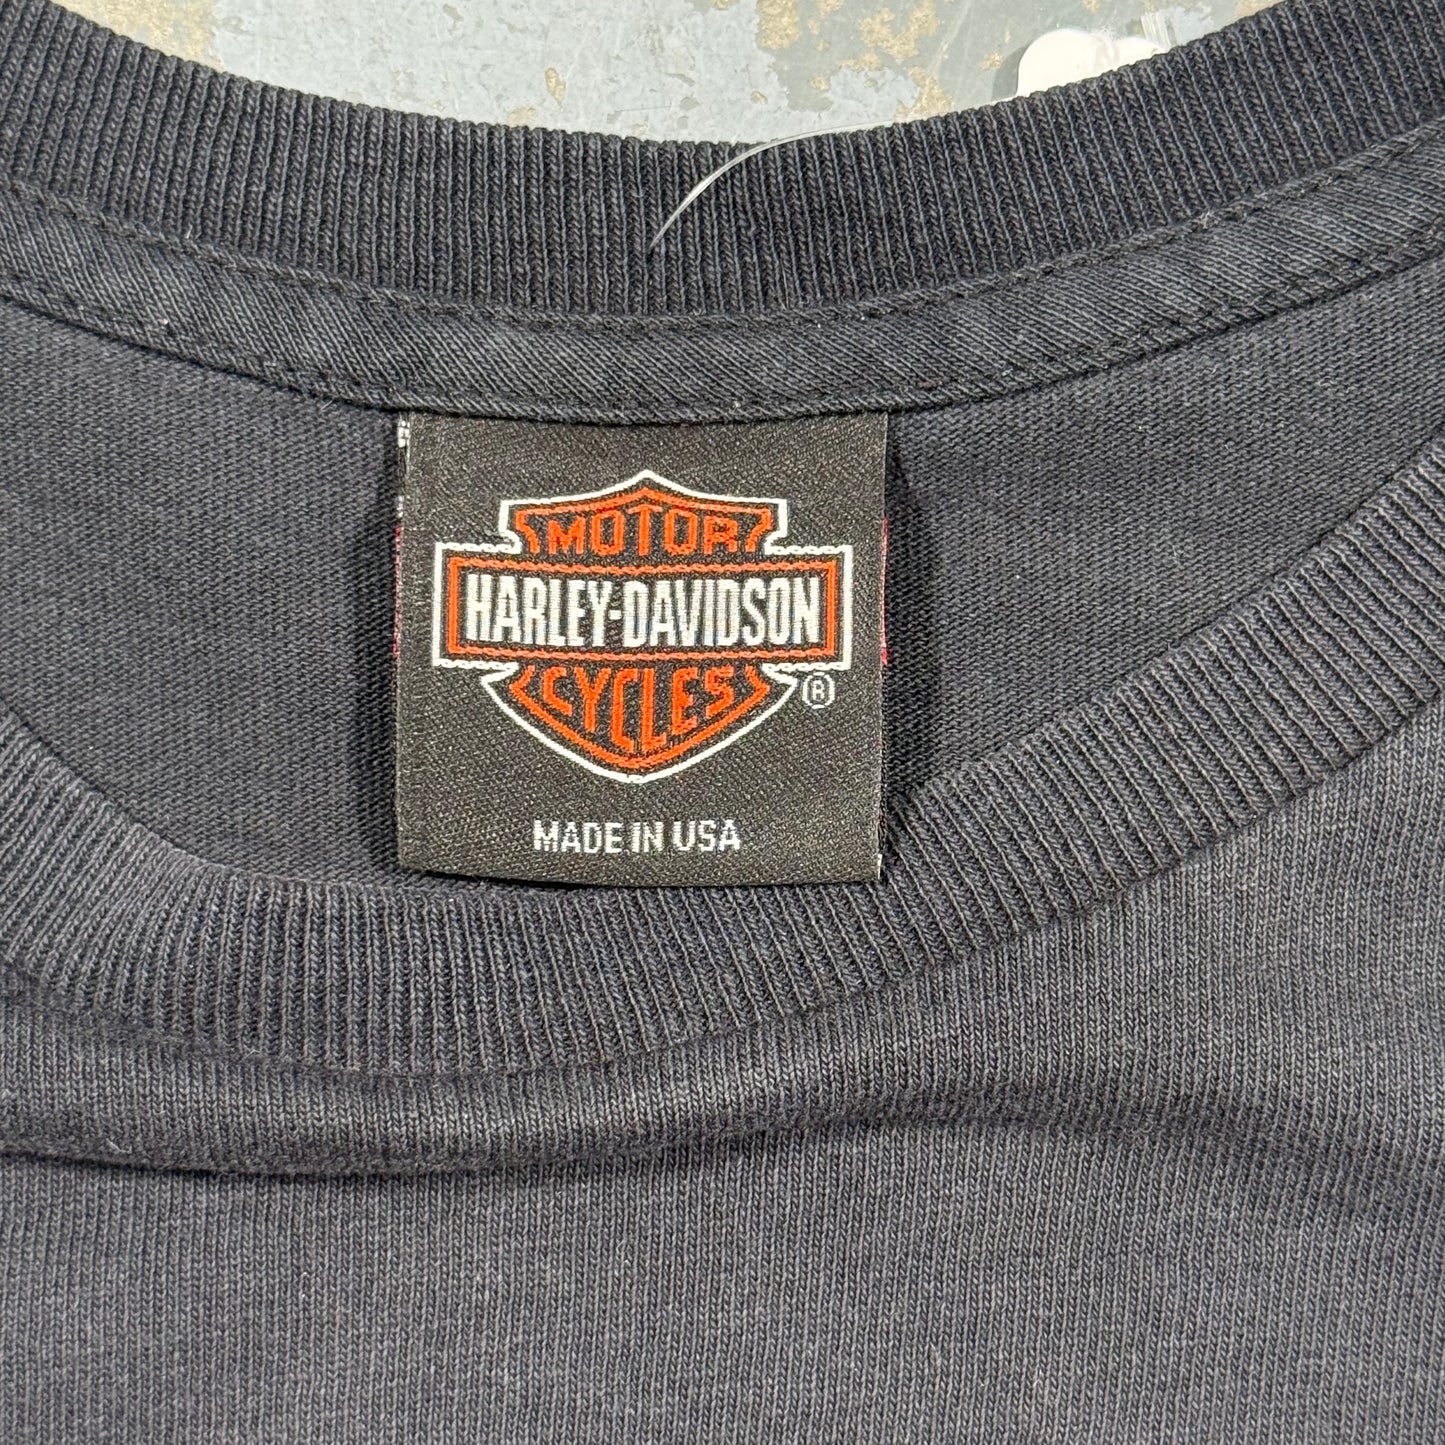 MOTOR
HARLEY-DAVIDSON
CYCLES
®
MADE IN USA